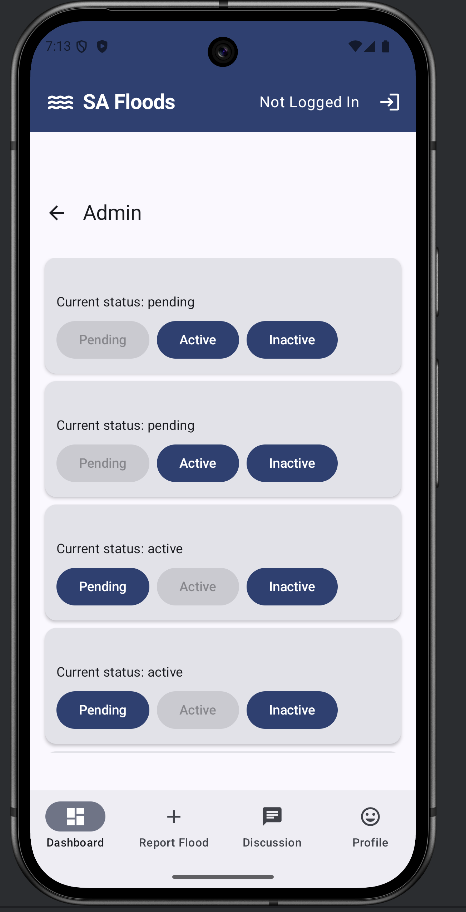 7:13
SA Floods
Not Logged In
Admin
Current status: pending
Pending Active Inactive
Current status: pending
Pending Active Inactive
Current status: active
Pending Active Inactive
Current status: active
Pending Active Inactive
Dashboard Report Flood Discussion Profile